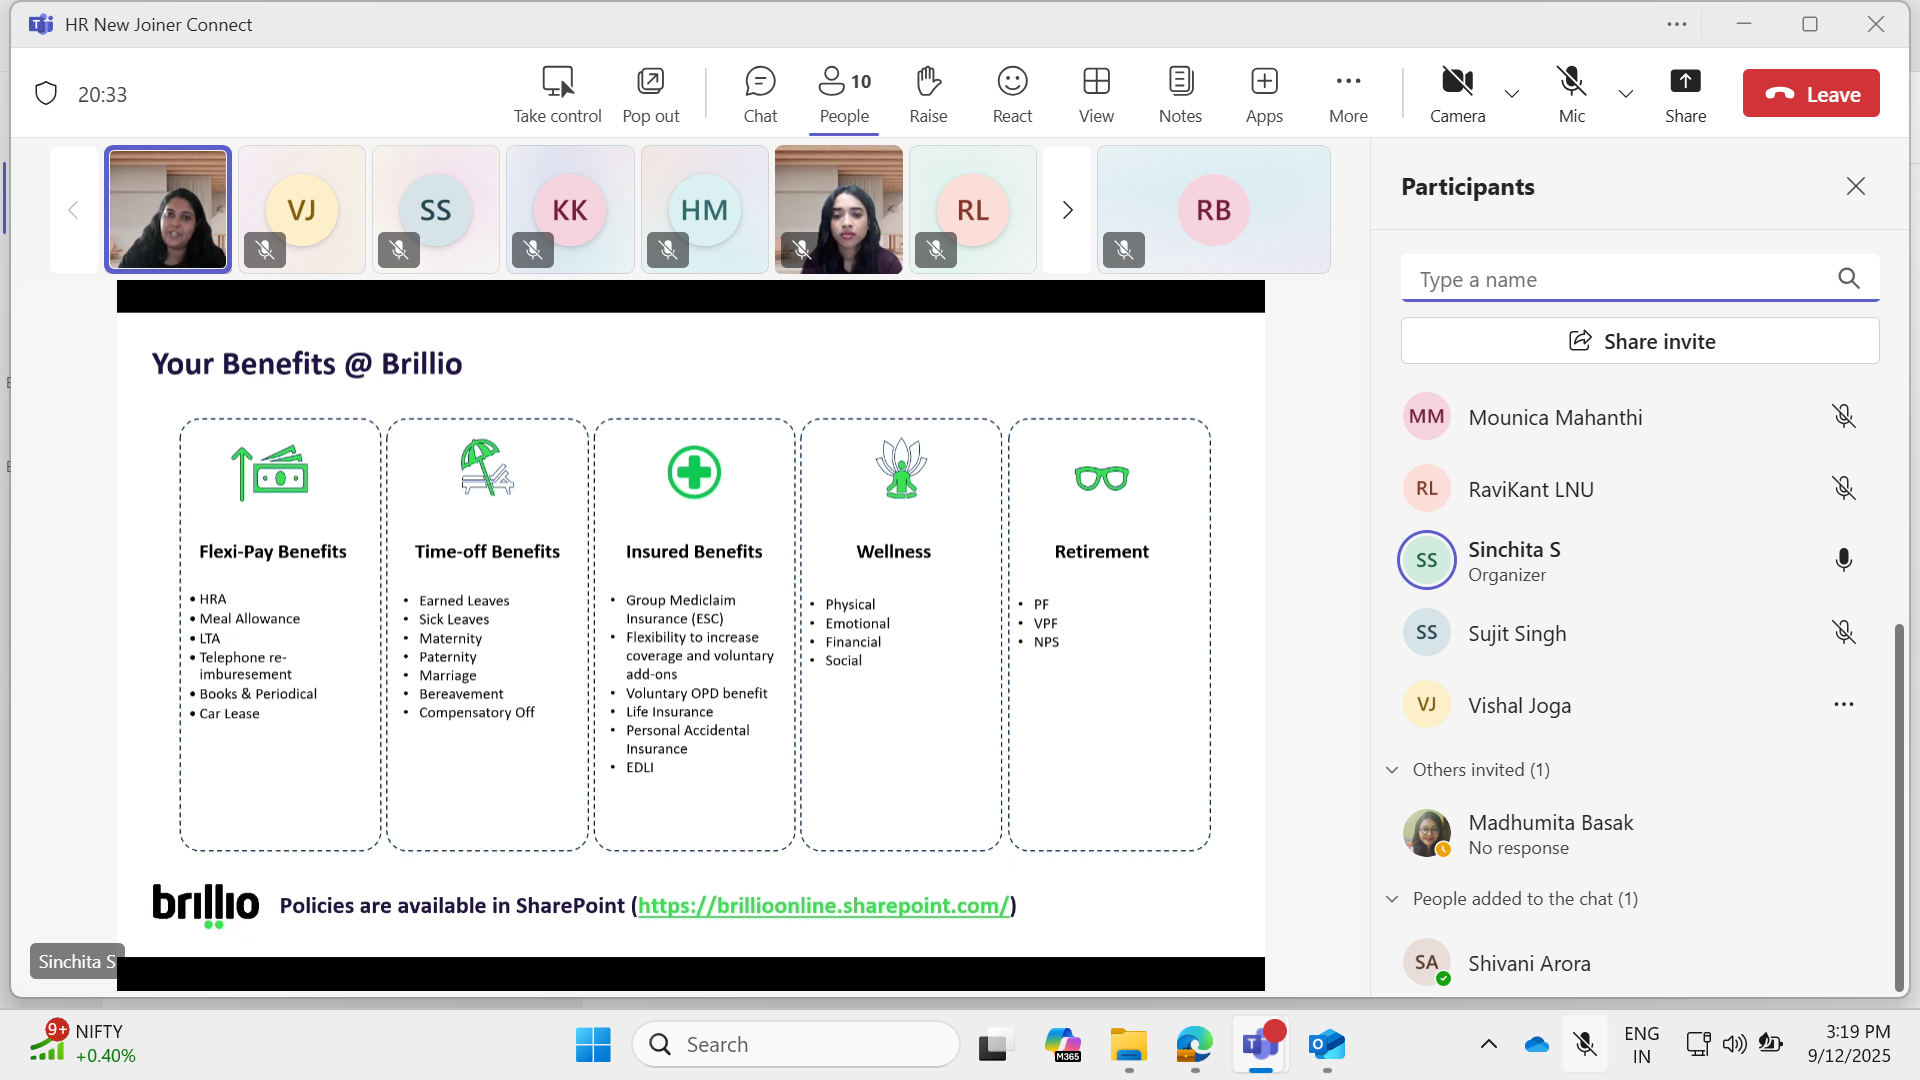 HR New Joiner Connect
20:33
Take control
Pop out
Chat
People
10
Raise
React
View
Notes
Apps
More
Camera
Mic
Share
Leave
VJ
SS
KK
HM
RL
RB
Your Benefits @ Brillio
Flexi-Pay Benefits
• HRA
• Meal Allowance
• LTA
• Telephone re-
imburesement
• Books & Periodical
• Car Lease
Time-off Benefits
• Earned Leaves
• Sick Leaves
• Maternity
• Paternity
• Marriage
• Bereavement
• Compensatory Off
Insured Benefits
• Group Mediclaim
Insurance (ESC)
• Flexibility to increase
coverage and voluntary
add-ons
• Voluntary OPD benefit
• Life Insurance
• Personal Accidental
Insurance
• EDLI
Wellness
• Physical
• Emotional
• Financial
• Social
Retirement
• PF
• VPF
• NPS
brillio
Policies are available in SharePoint (https://brillioonline.sharepoint.com/)
Sinchita S
Participants
Type a name
Share invite
MM
Mounica Mahanthi
RL
RaviKant LNU
SS
Sinchita S
Organizer
SS
Sujit Singh
VJ
Vishal Joga
Others invited (1)
Madhumita Basak
No response
People added to the chat (1)
SA
Shivani Arora
9+
NIFTY
+0.40%
Search
M365
ENG
IN
3:19 PM
9/12/2025